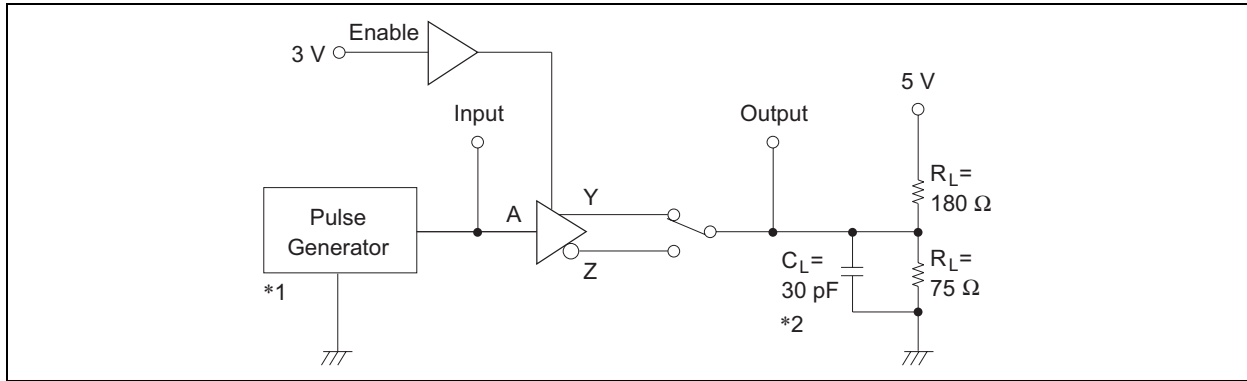 Enable
3 V
5 V
Input
Output
R_L=
180 Ω
A
Y
Pulse
Generator
Z
C_L=
30 pF
R_L=
75 Ω
*1
*2